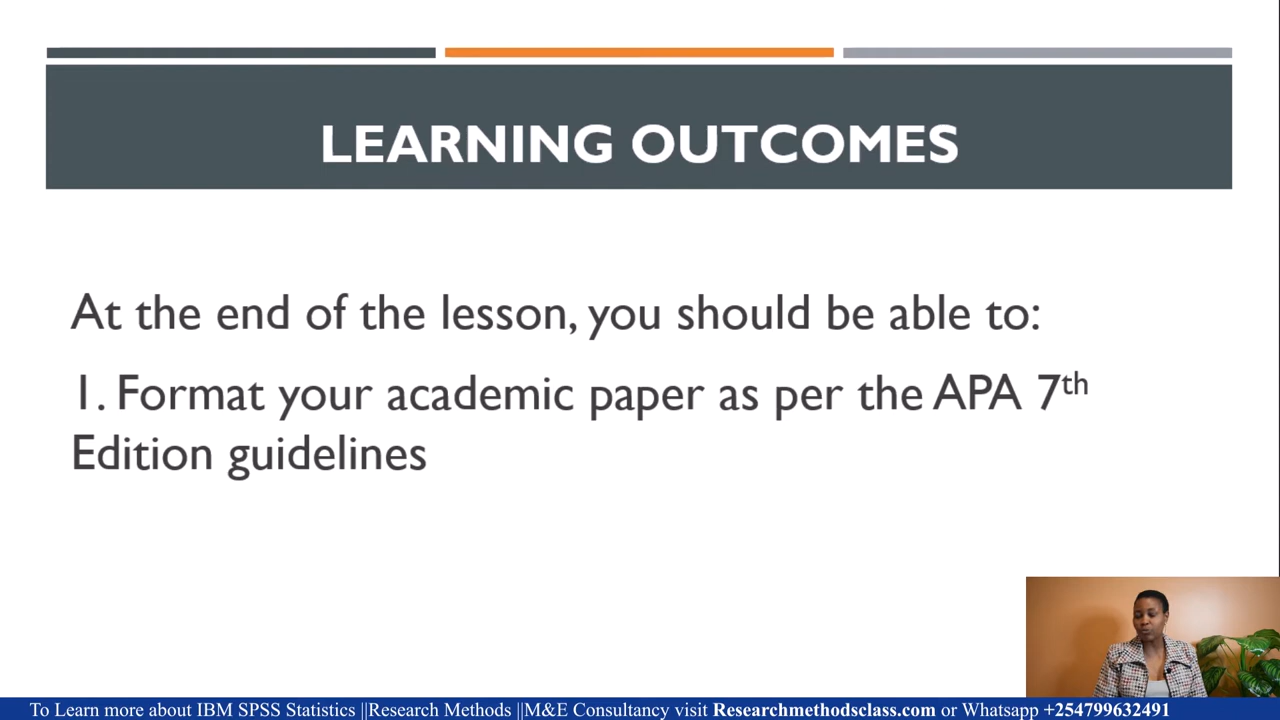 LEARNING OUTCOMES
At the end of the lesson, you should be able to:
1. Format your academic paper as per the APA 7th
Edition guidelines
To Learn more about IBM SPSS Statistics ||Research Methods ||M&E Consultancy visit Researchmethodsclass.com or Whatsapp +254799632491